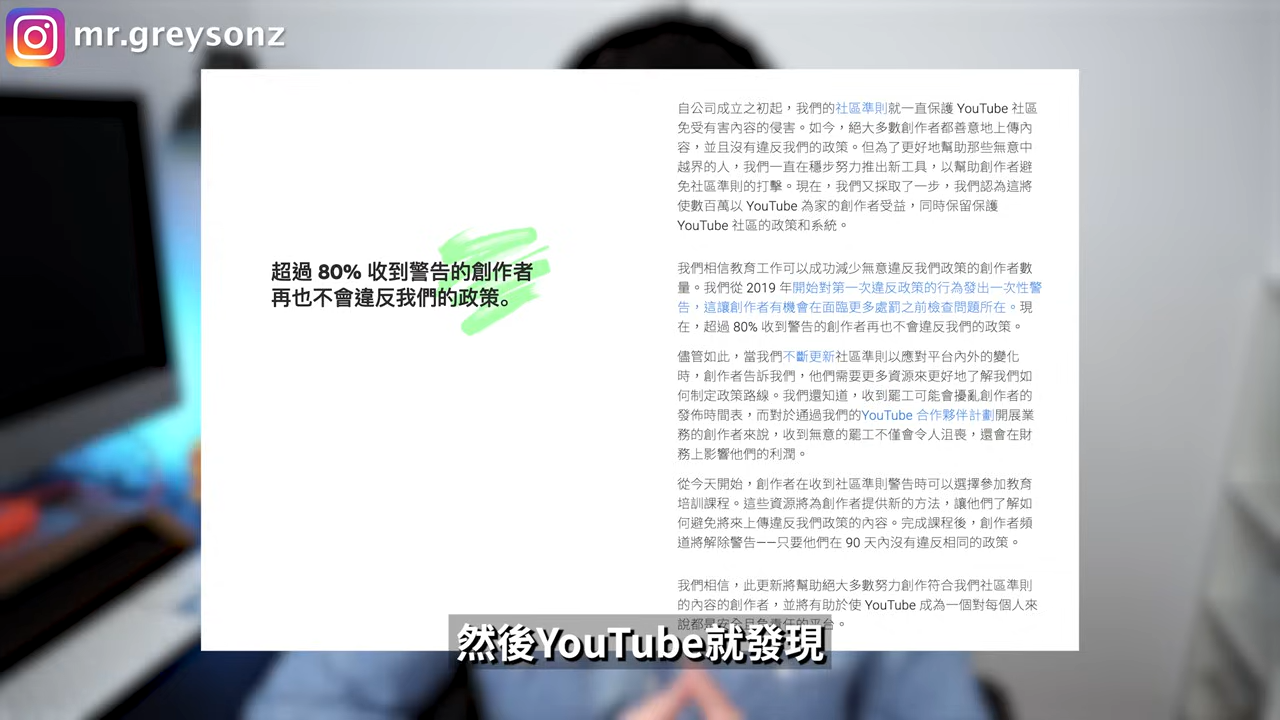 mr.greysonz
自公司成立之初起，我們的社區準則就一直保護 YouTube 社區
免受有害內容的侵害。如今，絕大多數創作者都善意地上傳內
容，並且沒有違反我們的政策。但為了更好地幫助那些無意中
越界的人，我們一直在穩步努力推出新工具，以幫助創作者避
免社區準則的打擊。現在，我們又採取了一步，我們認為這將
使數百萬以 YouTube 為家的創作者受益，同時保留保護
YouTube 社區的政策和系統。
超過 80% 收到警告的創作者
再也不會違反我們的政策。
我們相信教育工作可以成功減少無意違反我們政策的創作者數
量。我們從 2019 年開始對第一次違反政策的行為發出一次性警
告，這讓創作者有機會在面臨更多處罰之前檢查問題所在。現
在，超過 80% 收到警告的創作者再也不會違反我們的政策。
儘管如此，當我們不斷更新社區準則以應對平台內外的變化
時，創作者告訴我們，他們需要更多資源來更好地了解我們如
何制定政策路線。我們還知道，收到罷工可能會擾亂創作者的
發佈時間表，而對於通過我們的YouTube 合作夥伴計劃開展業
務的創作者來說，收到無意的罷工不僅會令人沮喪，還會在財
務上影響他們的利潤。
從今天開始，創作者在收到社區準則警告時可以選擇參加教育
培訓課程。這些資源將為創作者提供新的方法，讓他們了解如
何避免將來上傳違反我們政策的內容。完成課程後，創作者頻
道將解除警告——只要他們在 90 天內沒有違反相同的政策。
我們相信，此更新將幫助絕大多數努力創作符合我們社區準則
的內容的創作者，並將有助於使 YouTube 成為一個對每個人來
說都是安全且負責任的平台。
然後YouTube就發現